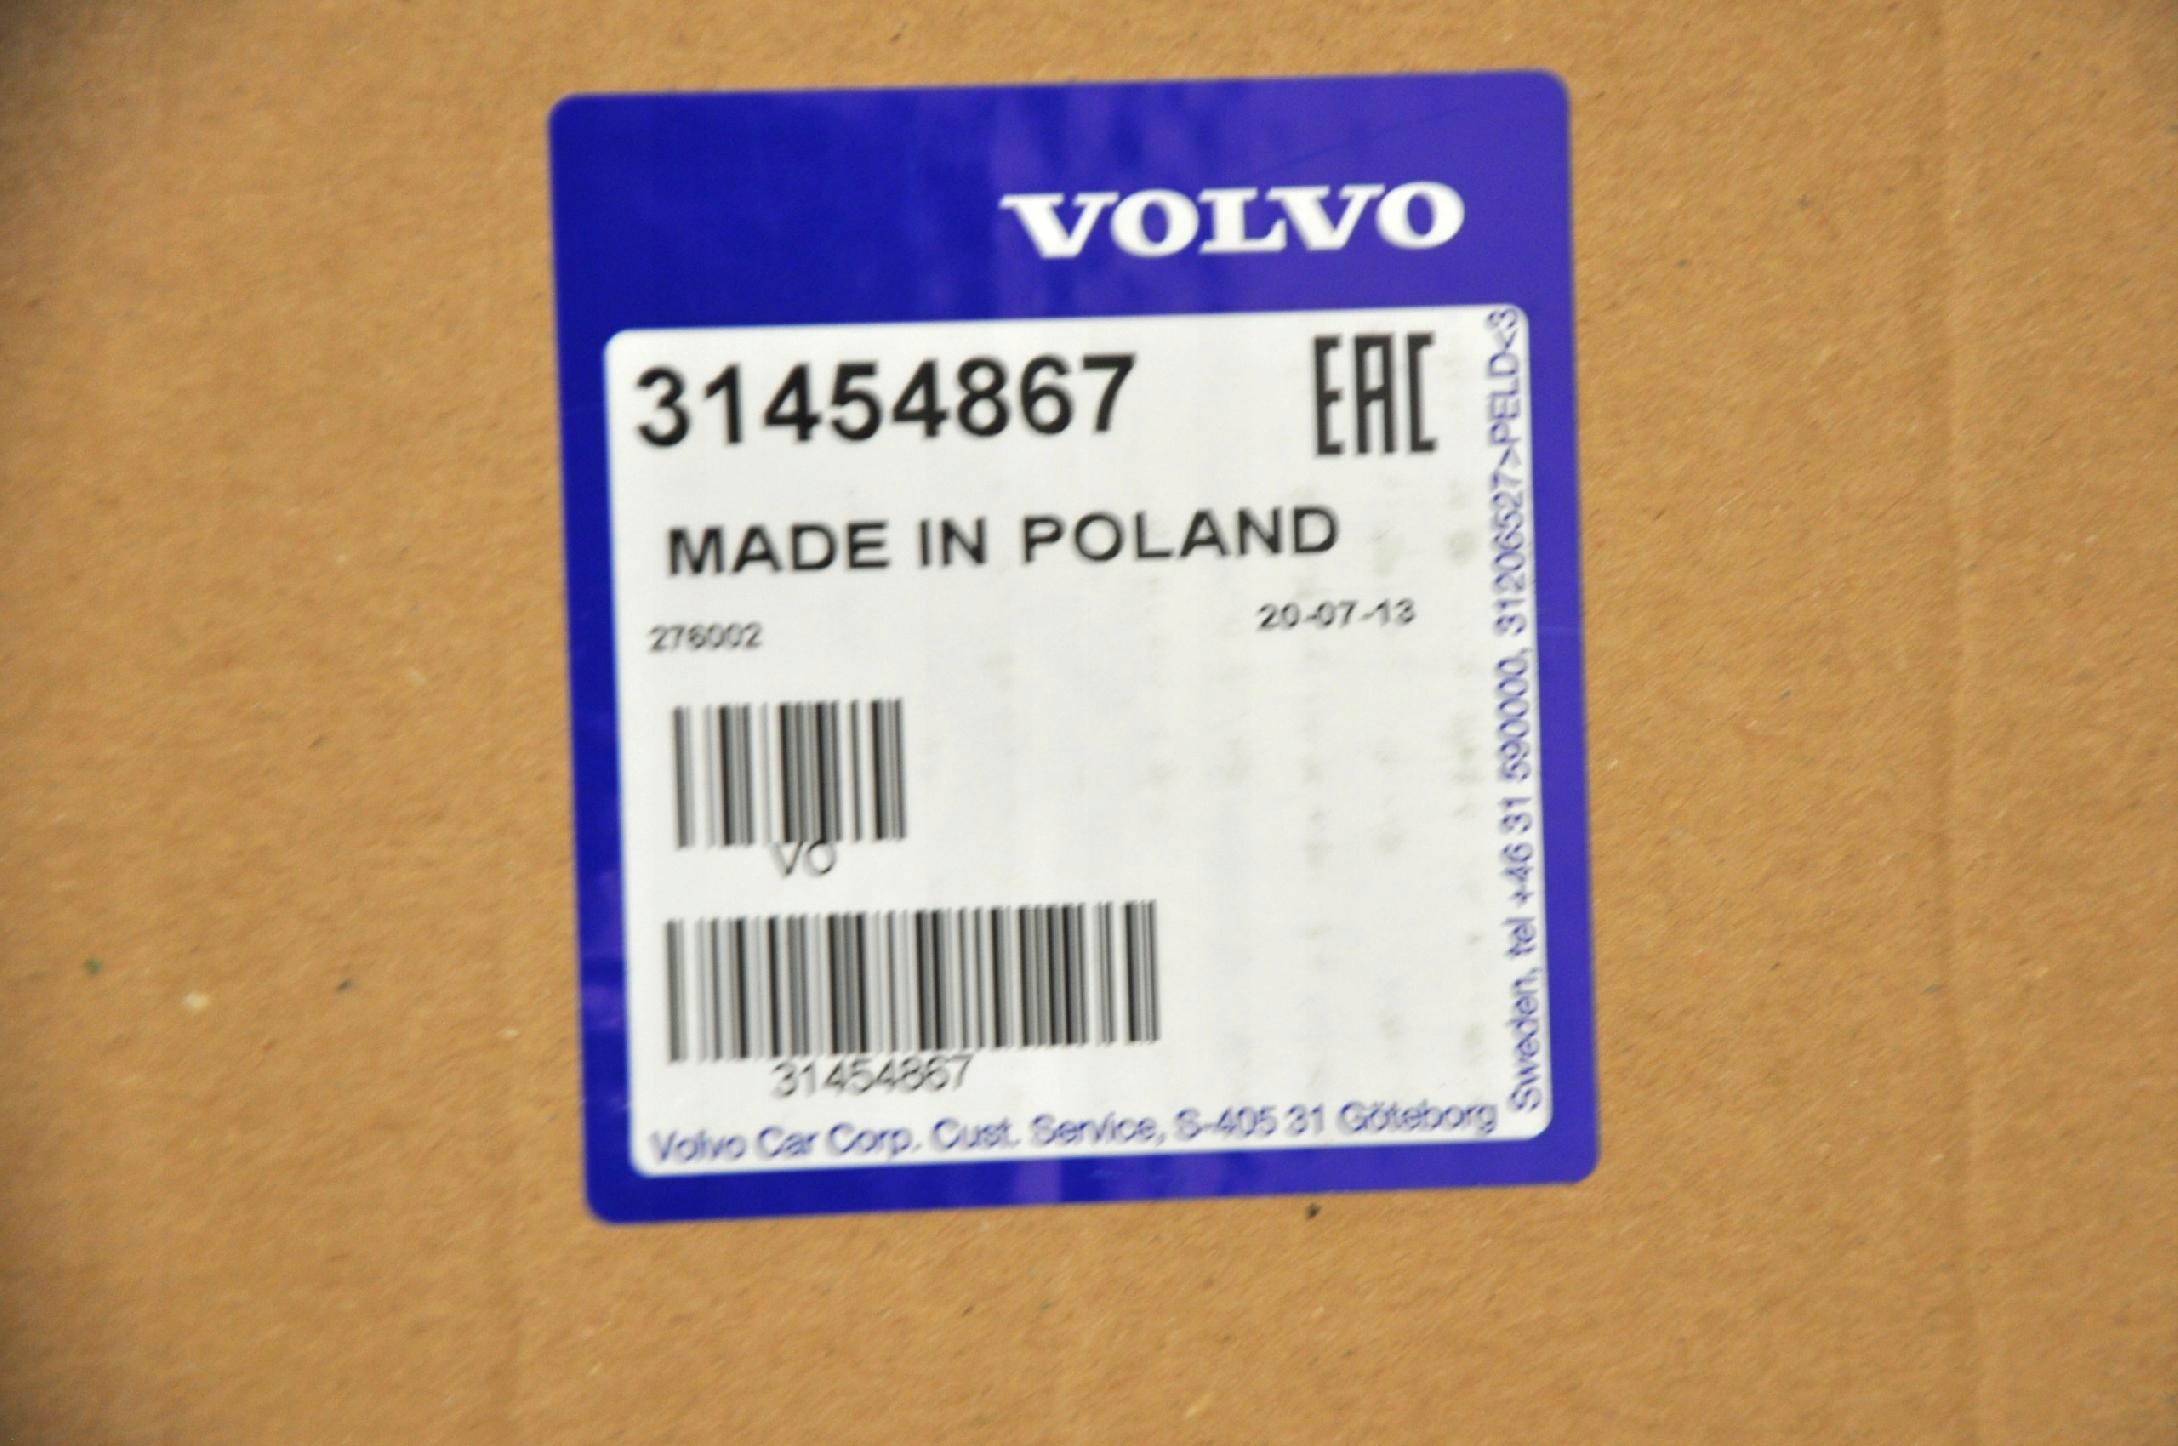 VOLVO
31454867 EAC
MADE IN POLAND
276002 20-07-13
VO
31454867
Volvo Car Corp. Cust. Service, S-405 31 Göteborg
Sweden, tel +46 31 590000, 31206527>PELD<3